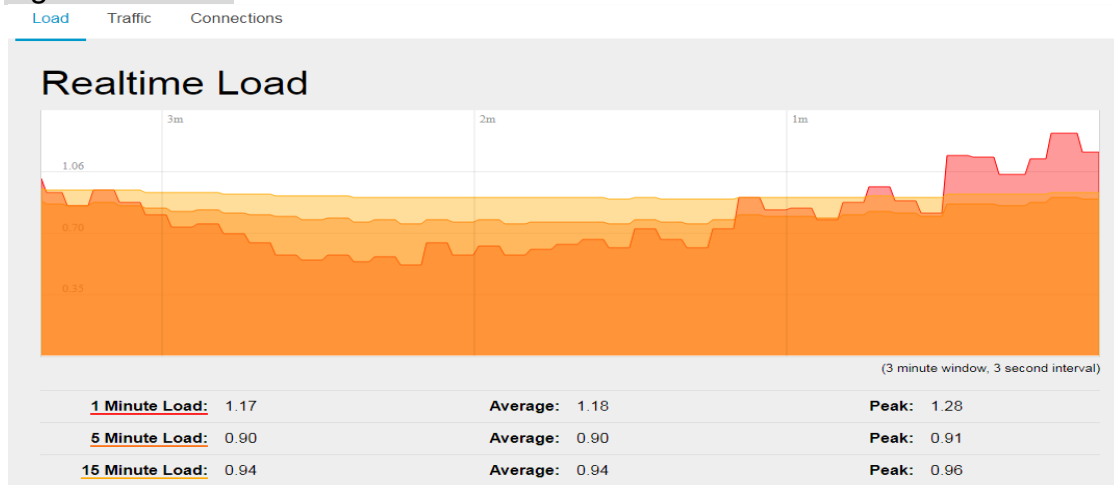 Load Traffic Connections
Realtime Load
3m 2m 1m
1.06
0.70
0.35
(3 minute window, 3 second interval)
1 Minute Load: 1.17 Average: 1.18 Peak: 1.28
5 Minute Load: 0.90 Average: 0.90 Peak: 0.91
15 Minute Load: 0.94 Average: 0.94 Peak: 0.96